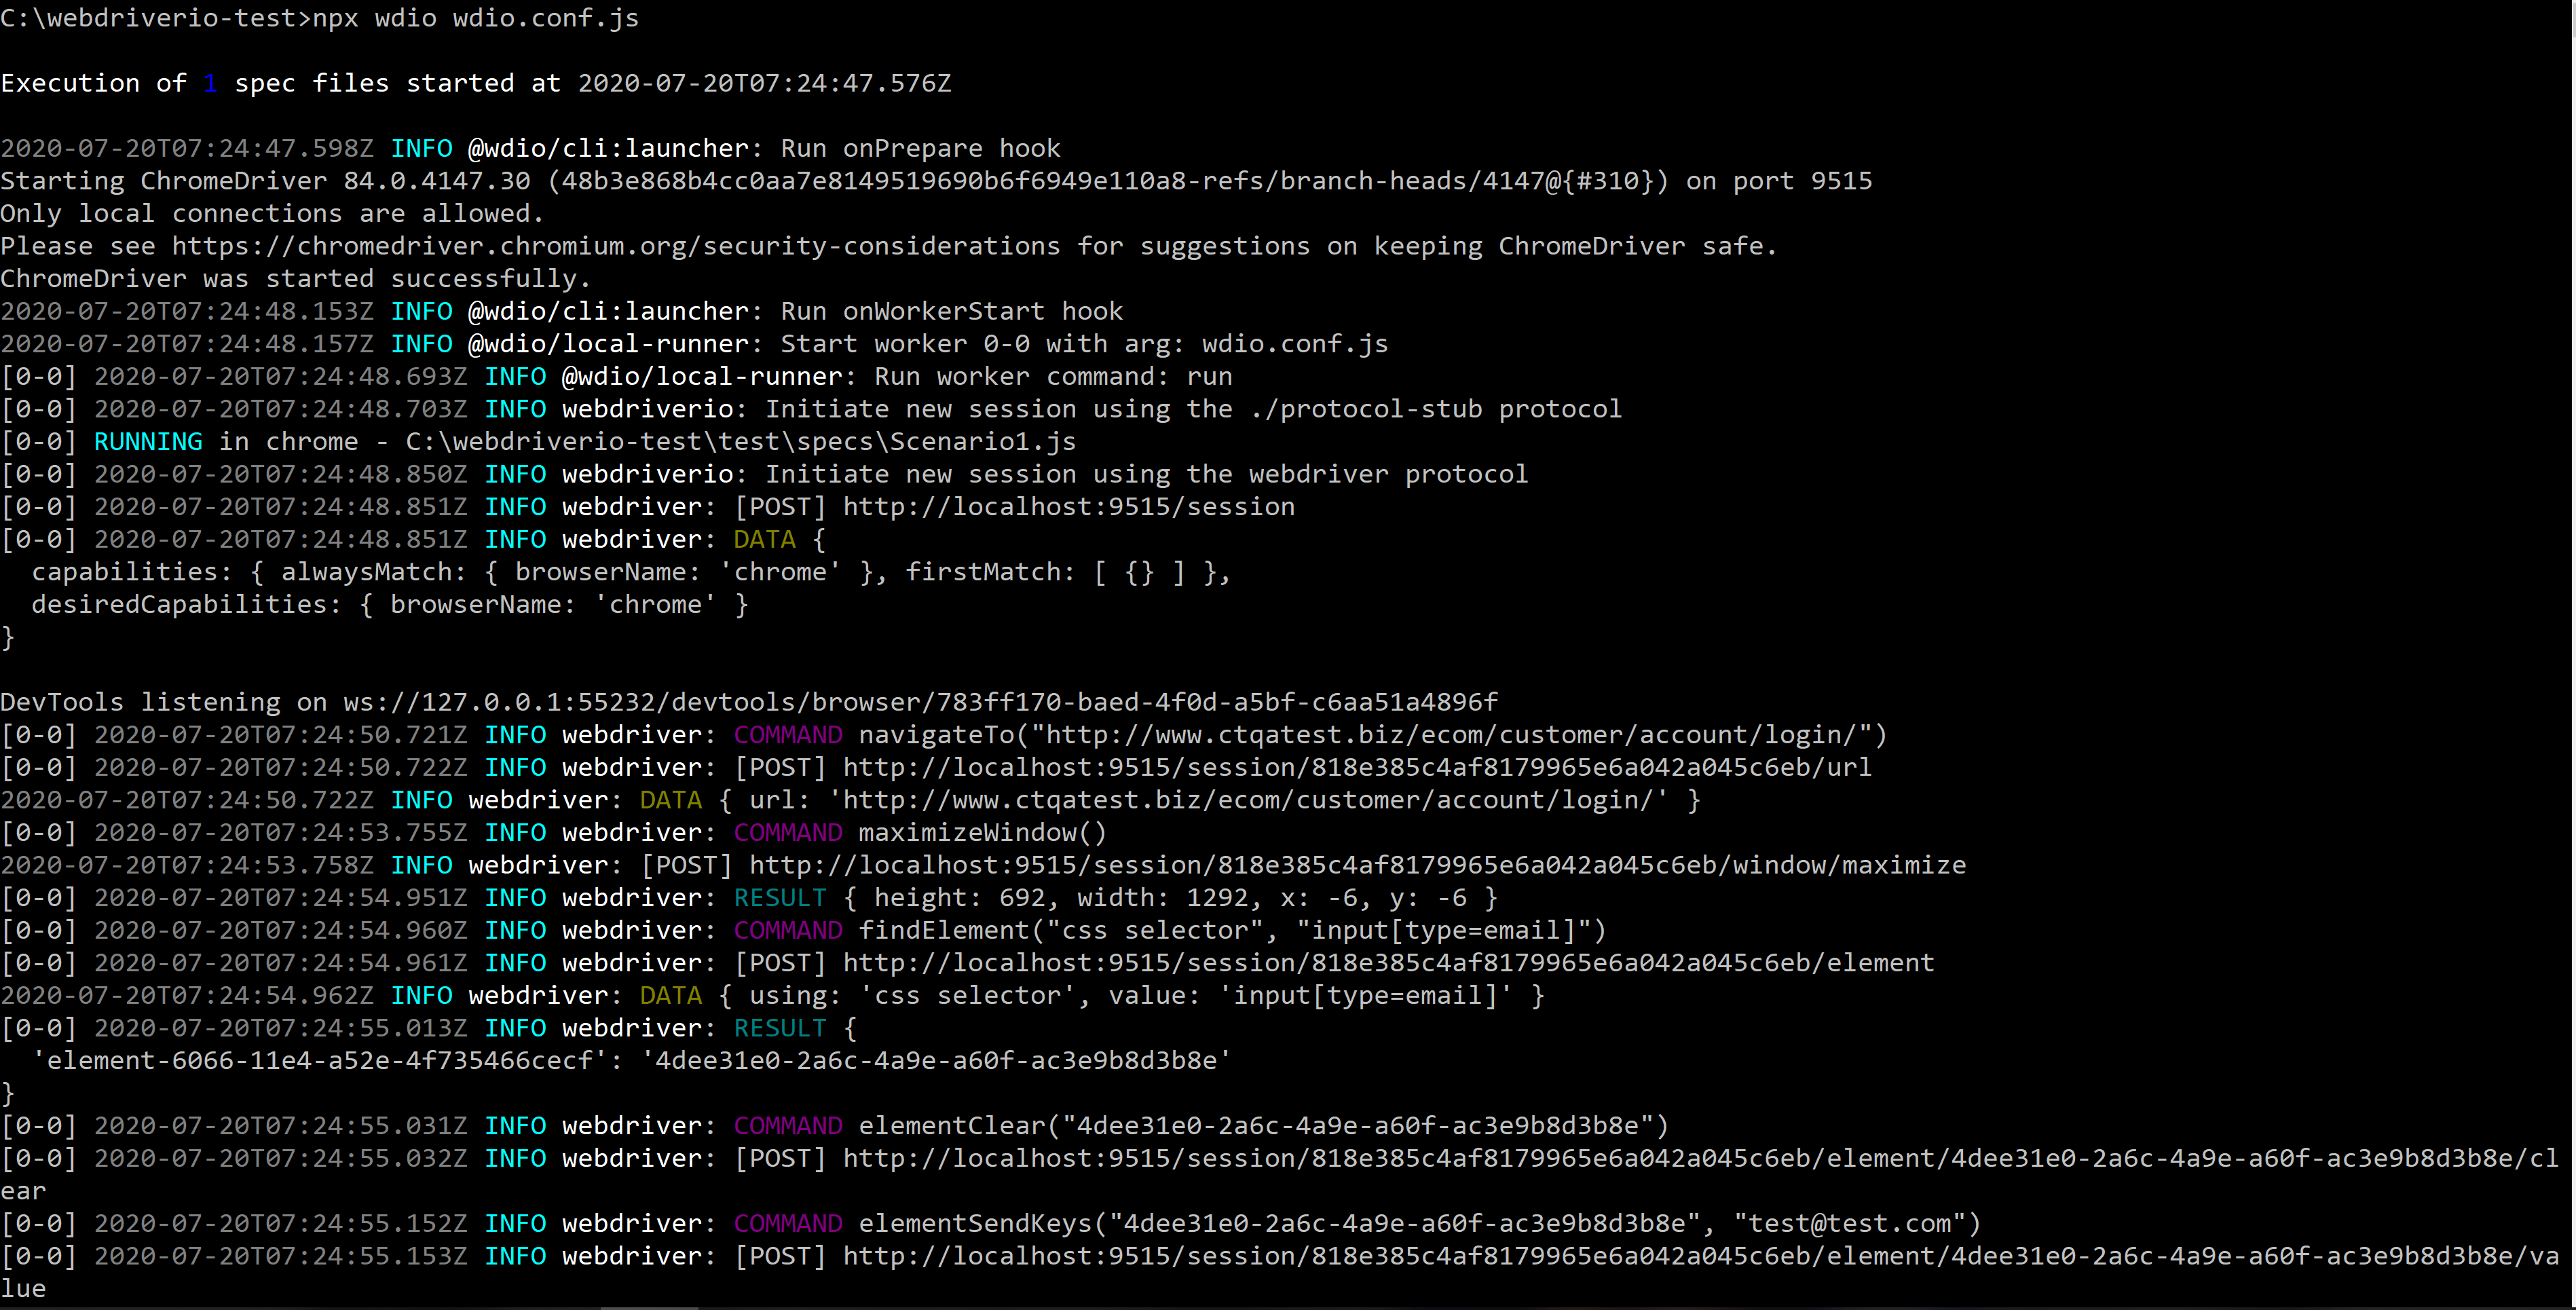 C:\webdriverio-test>npx wdio wdio.conf.js
Execution of 1 spec files started at 2020-07-20T07:24:47.576Z
2020-07-20T07:24:47.598Z INFO @wdio/cli:launcher: Run onPrepare hook
Starting ChromeDriver 84.0.4147.30 (48b3e868b4cc0aa7e8149519690b6f6949e110a8-refs/branch-heads/4147@{#310}) on port 9515
Only local connections are allowed.
Please see https://chromedriver.chromium.org/security-considerations for suggestions on keeping ChromeDriver safe.
ChromeDriver was started successfully.
2020-07-20T07:24:48.153Z INFO @wdio/cli:launcher: Run onWorkerStart hook
2020-07-20T07:24:48.157Z INFO @wdio/local-runner: Start worker 0-0 with arg: wdio.conf.js
[0-0] 2020-07-20T07:24:48.693Z INFO @wdio/local-runner: Run worker command: run
[0-0] 2020-07-20T07:24:48.703Z INFO webdriverio: Initiate new session using the ./protocol-stub protocol
[0-0] RUNNING in chrome - C:\webdriverio-test\test\specs\Scenario1.js
[0-0] 2020-07-20T07:24:48.850Z INFO webdriverio: Initiate new session using the webdriver protocol
[0-0] 2020-07-20T07:24:48.851Z INFO webdriver: [POST] http://localhost:9515/session
[0-0] 2020-07-20T07:24:48.851Z INFO webdriver: DATA {
  capabilities: { alwaysMatch: { browserName: 'chrome' }, firstMatch: [ {} ] },
  desiredCapabilities: { browserName: 'chrome' }
}
DevTools listening on ws://127.0.0.1:55232/devtools/browser/783ff170-baed-4f0d-a5bf-c6aa51a4896f
[0-0] 2020-07-20T07:24:50.721Z INFO webdriver: COMMAND navigateTo("http://www.ctqatest.biz/ecom/customer/account/login/")
[0-0] 2020-07-20T07:24:50.722Z INFO webdriver: [POST] http://localhost:9515/session/818e385c4af8179965e6a042a045c6eb/url
2020-07-20T07:24:50.722Z INFO webdriver: DATA { url: 'http://www.ctqatest.biz/ecom/customer/account/login/' }
[0-0] 2020-07-20T07:24:53.755Z INFO webdriver: COMMAND maximizeWindow()
2020-07-20T07:24:53.758Z INFO webdriver: [POST] http://localhost:9515/session/818e385c4af8179965e6a042a045c6eb/window/maximize
[0-0] 2020-07-20T07:24:54.951Z INFO webdriver: RESULT { height: 692, width: 1292, x: -6, y: -6 }
[0-0] 2020-07-20T07:24:54.960Z INFO webdriver: COMMAND findElement("css selector", "input[type=email]")
[0-0] 2020-07-20T07:24:54.961Z INFO webdriver: [POST] http://localhost:9515/session/818e385c4af8179965e6a042a045c6eb/element
2020-07-20T07:24:54.962Z INFO webdriver: DATA { using: 'css selector', value: 'input[type=email]' }
[0-0] 2020-07-20T07:24:55.013Z INFO webdriver: RESULT {
  'element-6066-11e4-a52e-4f735466cecf': '4dee31e0-2a6c-4a9e-a60f-ac3e9b8d3b8e'
}
[0-0] 2020-07-20T07:24:55.031Z INFO webdriver: COMMAND elementClear("4dee31e0-2a6c-4a9e-a60f-ac3e9b8d3b8e")
[0-0] 2020-07-20T07:24:55.032Z INFO webdriver: [POST] http://localhost:9515/session/818e385c4af8179965e6a042a045c6eb/element/4dee31e0-2a6c-4a9e-a60f-ac3e9b8d3b8e/cl
ear
[0-0] 2020-07-20T07:24:55.152Z INFO webdriver: COMMAND elementSendKeys("4dee31e0-2a6c-4a9e-a60f-ac3e9b8d3b8e", "test@test.com")
[0-0] 2020-07-20T07:24:55.153Z INFO webdriver: [POST] http://localhost:9515/session/818e385c4af8179965e6a042a045c6eb/element/4dee31e0-2a6c-4a9e-a60f-ac3e9b8d3b8e/va
lue